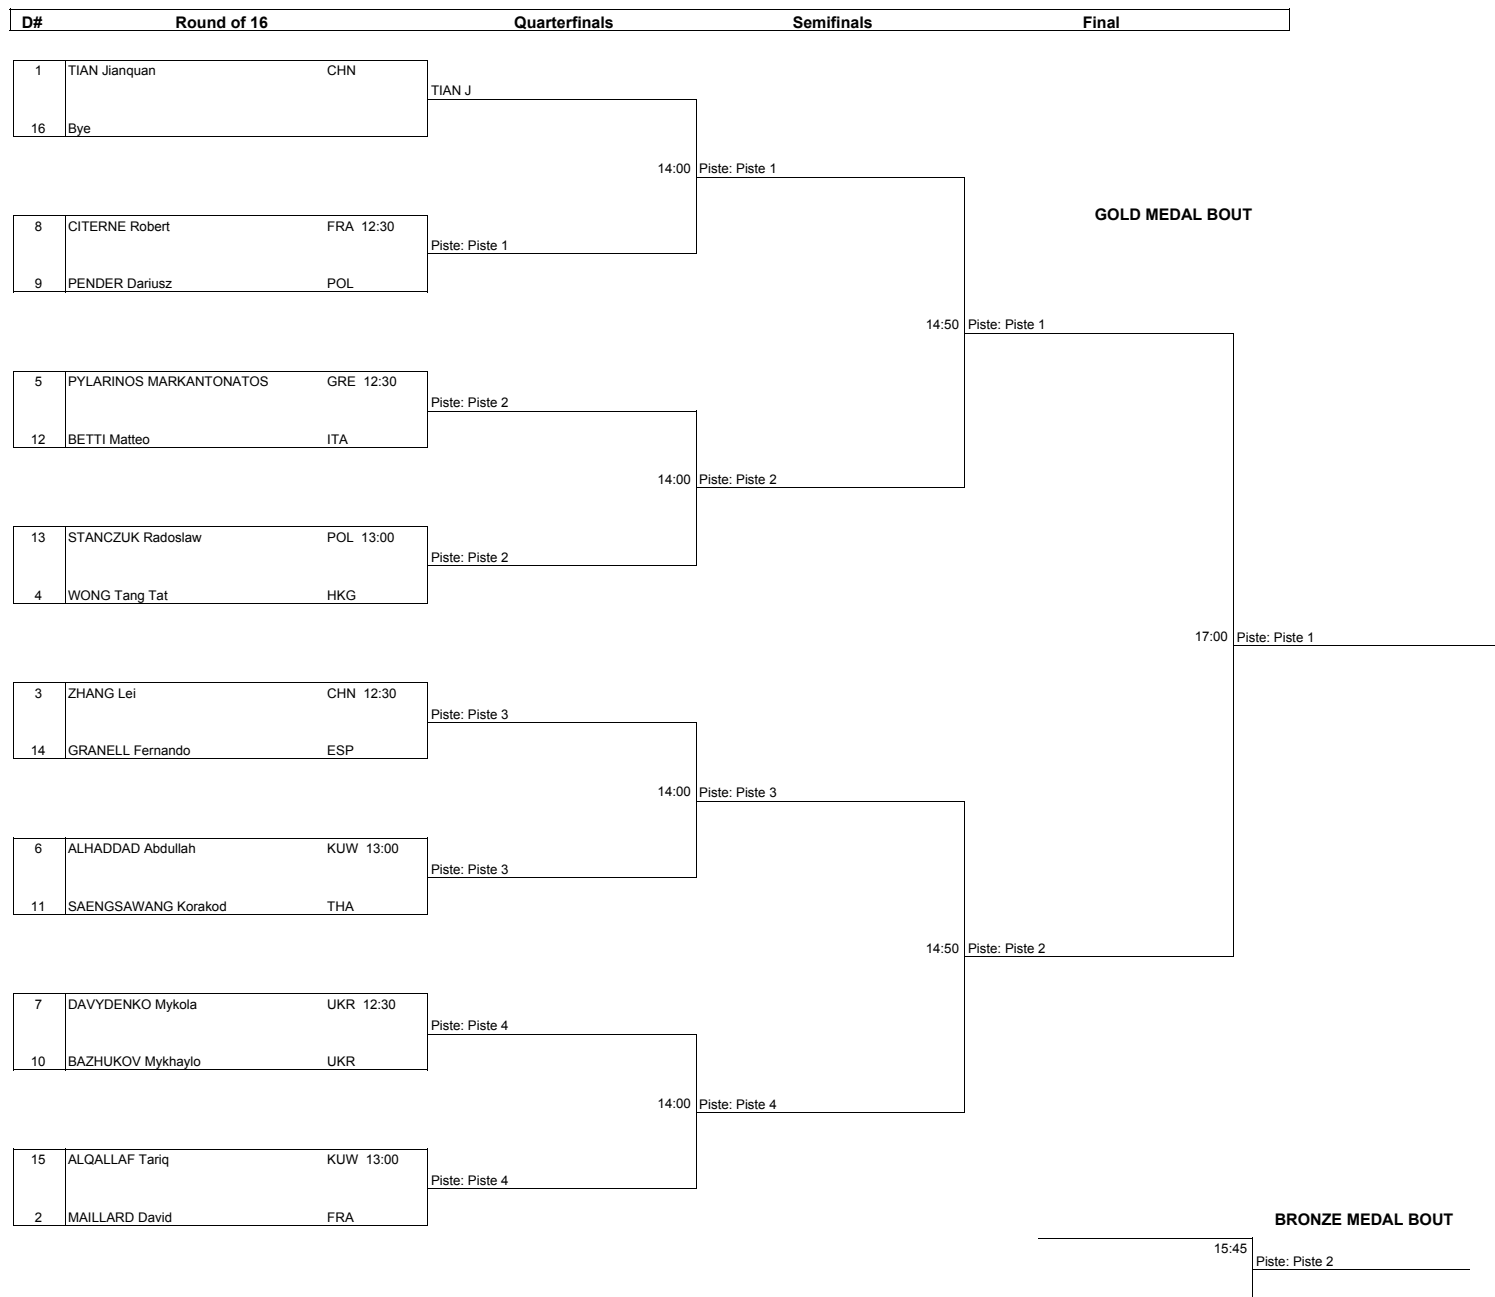 D# Round of 16 Quarterfinals Semifinals Final
1 TIAN Jianquan CHN
TIAN J
16 Bye
14:00 Piste: Piste 1
GOLD MEDAL BOUT
8 CITERNE Robert FRA 12:30
Piste: Piste 1
9 PENDER Dariusz POL
14:50 Piste: Piste 1
5 PYLARINOS MARKANTONATOS GRE 12:30
Piste: Piste 2
12 BETTI Matteo ITA
14:00 Piste: Piste 2
13 STANCZUK Radoslaw POL 13:00
Piste: Piste 2
4 WONG Tang Tat HKG
17:00 Piste: Piste 1
3 ZHANG Lei CHN 12:30
Piste: Piste 3
14 GRANELL Fernando ESP
14:00 Piste: Piste 3
6 ALHADDAD Abdullah KUW 13:00
Piste: Piste 3
11 SAENGSAWANG Korakod THA
14:50 Piste: Piste 2
7 DAVYDENKO Mykola UKR 12:30
Piste: Piste 4
10 BAZHUKOV Mykhaylo UKR
14:00 Piste: Piste 4
15 ALQALLAF Tariq KUW 13:00
Piste: Piste 4
2 MAILLARD David FRA
BRONZE MEDAL BOUT
15:45 Piste: Piste 2